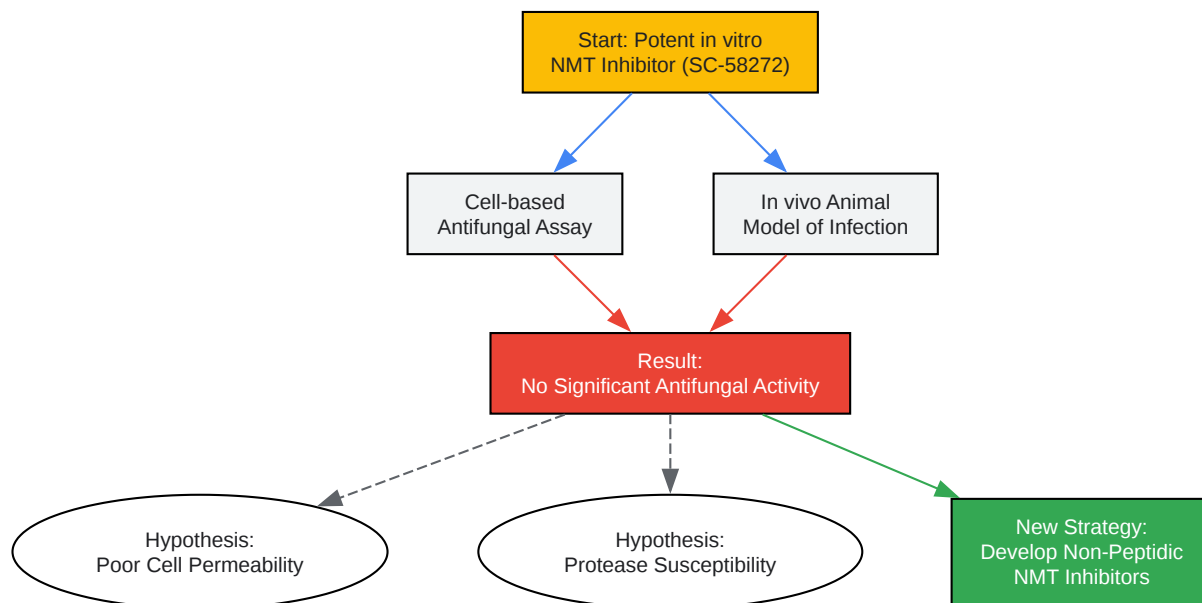 Start: Potent in vitro
NMT Inhibitor (SC-58272)
Cell-based
Antifungal Assay
In vivo Animal
Model of Infection
Result:
No Significant Antifungal Activity
Hypothesis:
Poor Cell Permeability
Hypothesis:
Protease Susceptibility
New Strategy:
Develop Non-Peptidic
NMT Inhibitors